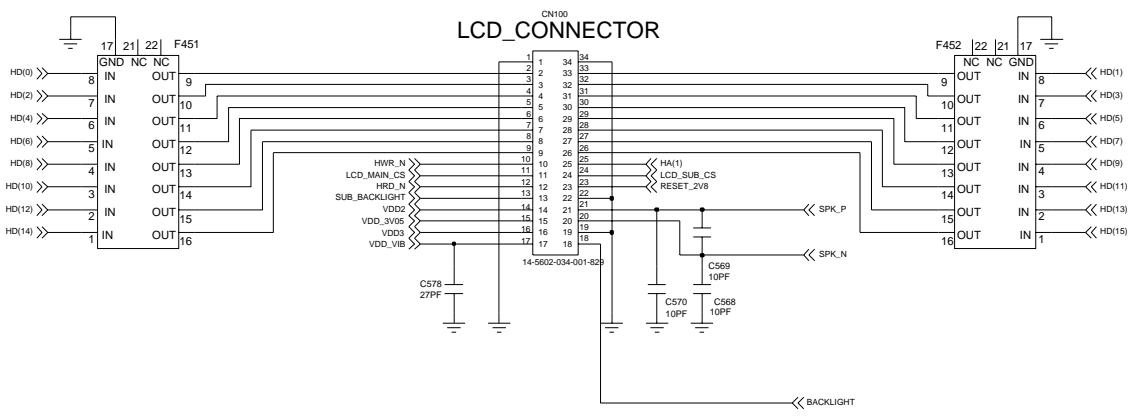 CN100
LCD_CONNECTOR
17 21 22 F451
GND NC NC
HD(0) 8 IN OUT 9
HD(2) 7 IN OUT 10
HD(4) 6 IN OUT 11
HD(6) 5 IN OUT 12
HD(8) 4 IN OUT 13
HD(10) 3 IN OUT 14
HD(12) 2 IN OUT 15
HD(14) 1 IN OUT 16
1 1 34 34
2 2 33 33
3 3 32 32
4 4 31 31
5 5 30 30
6 6 29 29
7 7 28 28
8 8 27 27
9 9 26 26
HWR_N 10 10 25 25 HA(1)
LCD_MAIN_CS 11 11 24 24 LCD_SUB_CS
HRD_N 12 12 23 23 RESET_2V8
SUB_BACKLIGHT 13 13 22 22
VDD2 14 14 21 21 SPK_P
VDD_3V05 15 15 20 20
VDD3 16 16 19 19
VDD_VIB 17 17 18 18
SPK_N
14-5602-034-001-829
F452 22 21 17
NC NC GND
9 OUT IN 8 HD(1)
10 OUT IN 7 HD(3)
11 OUT IN 6 HD(5)
12 OUT IN 5 HD(7)
13 OUT IN 4 HD(9)
14 OUT IN 3 HD(11)
15 OUT IN 2 HD(13)
16 OUT IN 1 HD(15)
C569
10PF
C578
27PF
C570
10PF
C568
10PF
BACKLIGHT